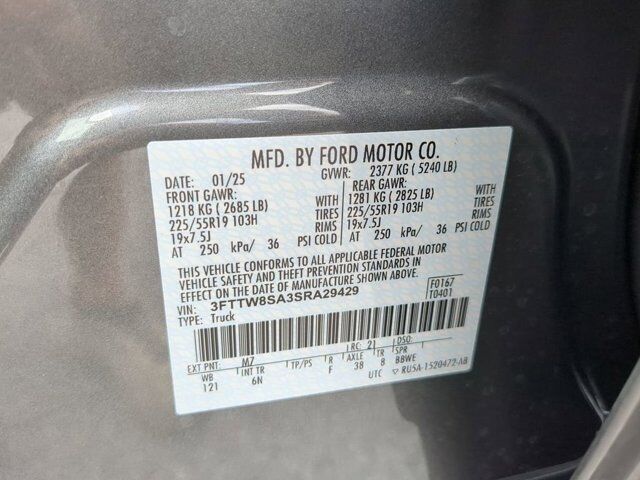 MFD. BY FORD MOTOR CO.
DATE: 01/25 GVWR: 2377 KG ( 5240 LB)
FRONT GAWR: REAR GAWR:
1218 KG ( 2685 LB) WITH 1281 KG ( 2825 LB) WITH
225/55R19 103H TIRES 225/55R19 103H TIRES
19x7.5J RIMS 19x7.5J RIMS
AT 250 kPa/ 36 PSI COLD AT 250 kPa/ 36 PSI COLD
THIS VEHICLE CONFORMS TO ALL APPLICABLE FEDERAL MOTOR
VEHICLE SAFETY AND THEFT PREVENTION STANDARDS IN
EFFECT ON THE DATE OF MANUFACTURE SHOWN ABOVE.
VIN: 3FTTW8SA3SRA29429 F0167
TYPE: Truck T0401
EXT PNT: M7 RC: 21 DSO:
WB INT TR TP/PS R AXLE TR SPR
121 6N F 38 8 BBWE
UTC ▽ RU5A-1520472-AB